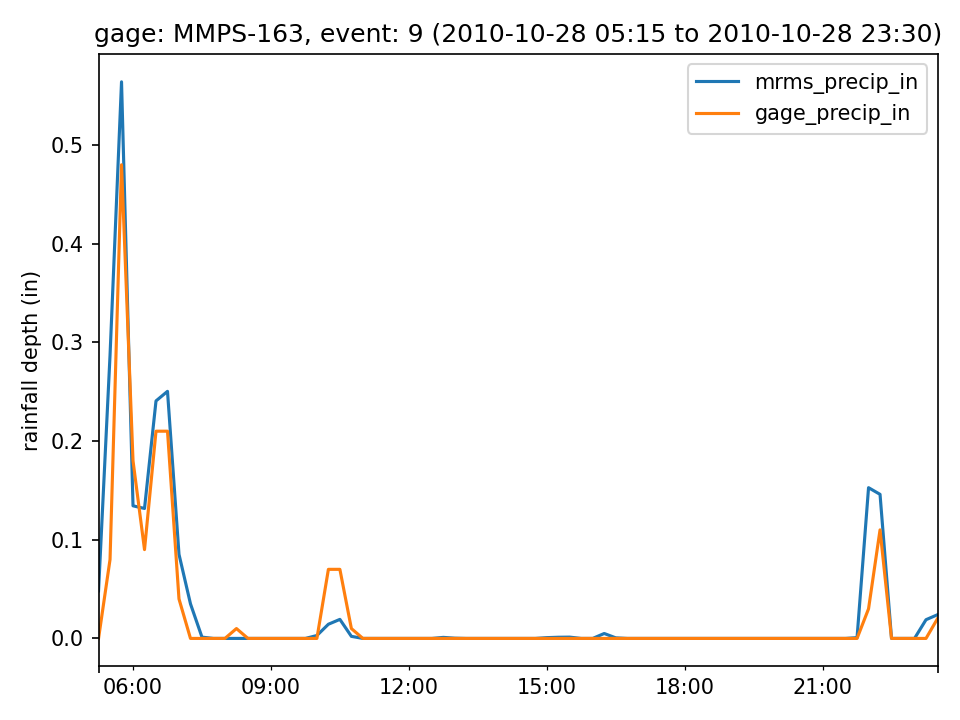 gage: MMPS-163, event: 9 (2010-10-28 05:15 to 2010-10-28 23:30)
mrms_precip_in
gage_precip_in
rainfall depth (in)
0.5
0.4
0.3
0.2
0.1
0.0
06:00 09:00 12:00 15:00 18:00 21:00